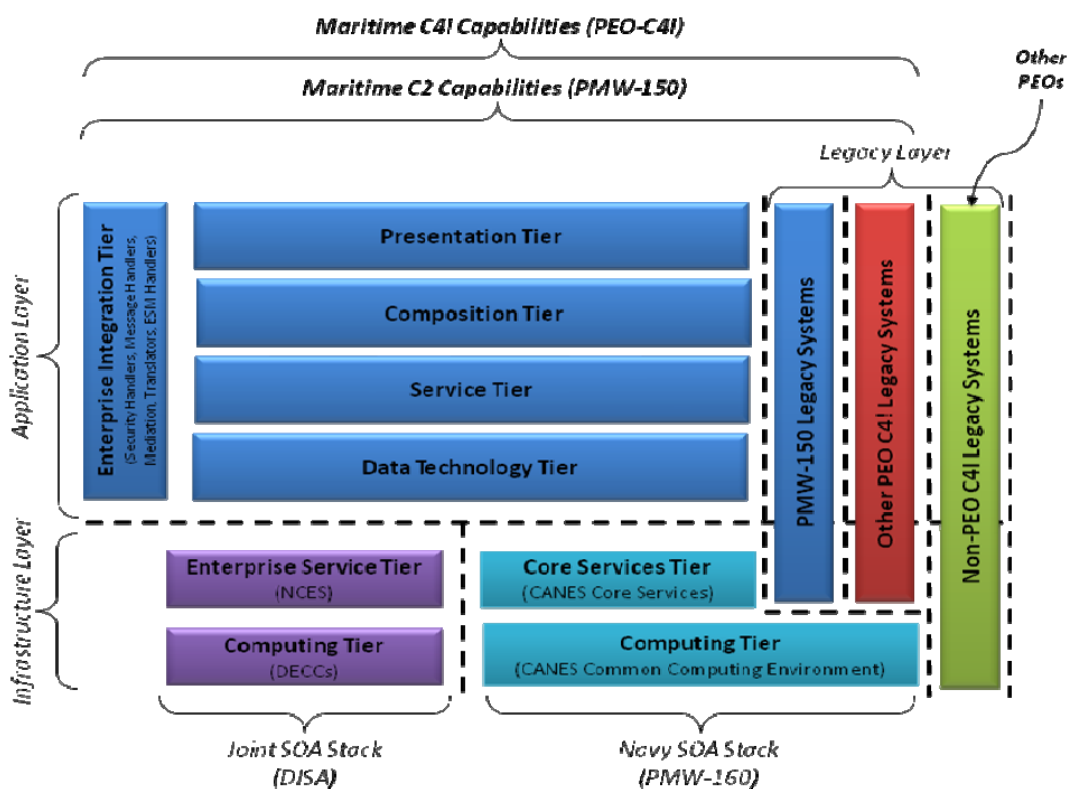 Maritime C4I Capabilities (PEO-C4I)
Other
PEOs
Maritime C2 Capabilities (PMW-150)
Legacy Layer
Application Layer
Enterprise Integration Tier
(Security Handlers, Message Handlers,
Mediation, Translators, ESM Handlers)
Presentation Tier
Composition Tier
Service Tier
Data Technology Tier
PMW-150 Legacy Systems
Other PEO C4I Legacy Systems
Non-PEO C4I Legacy Systems
Infrastructure Layer
Enterprise Service Tier
(NCES)
Core Services Tier
(CANES Core Services)
Computing Tier
(DECCs)
Computing Tier
(CANES Common Computing Environment)
Joint SOA Stack
(DISA)
Navy SOA Stack
(PMW-160)